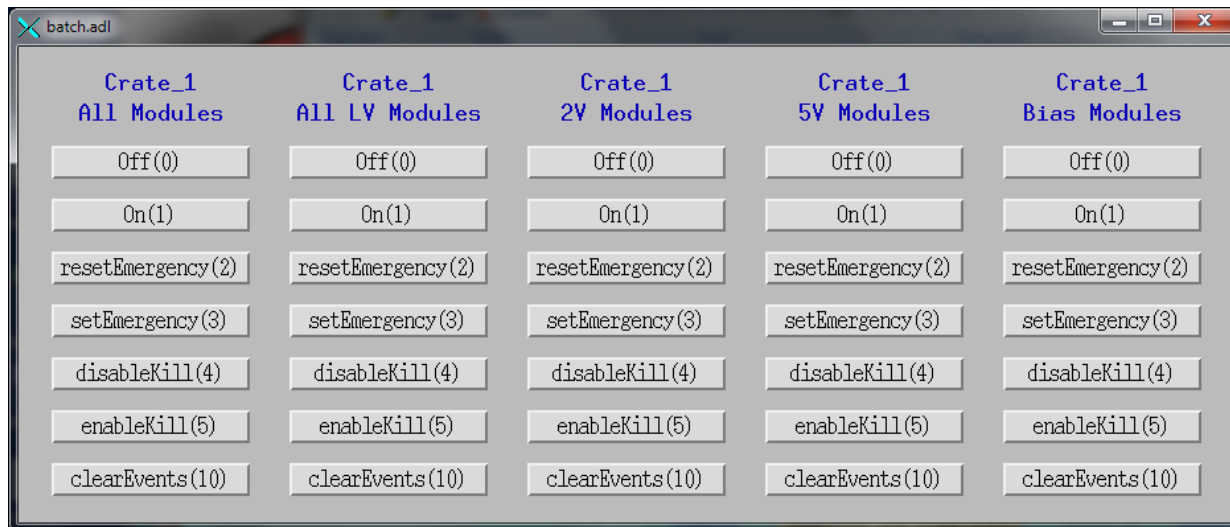 batch.adl
Crate_1 Crate_1 Crate_1 Crate_1 Crate_1
All Modules All LV Modules 2V Modules 5V Modules Bias Modules
Off(0) Off(0) Off(0) Off(0) Off(0)
On(1) On(1) On(1) On(1) On(1)
resetEmergency(2) resetEmergency(2) resetEmergency(2) resetEmergency(2) resetEmergency(2)
setEmergency(3) setEmergency(3) setEmergency(3) setEmergency(3) setEmergency(3)
disableKill(4) disableKill(4) disableKill(4) disableKill(4) disableKill(4)
enableKill(5) enableKill(5) enableKill(5) enableKill(5) enableKill(5)
clearEvents(10) clearEvents(10) clearEvents(10) clearEvents(10) clearEvents(10)